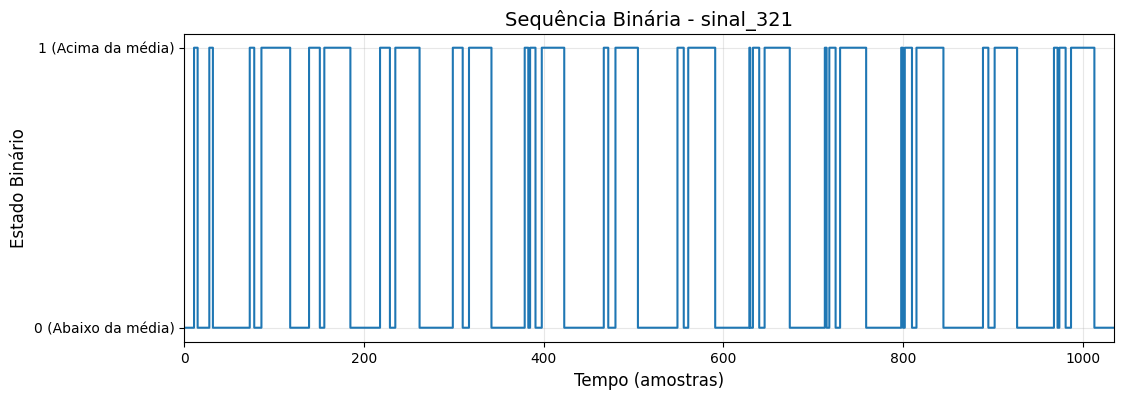 Sequência Binária - sinal_321
Estado Binário
1 (Acima da média)
0 (Abaixo da média)
0 200 400 600 800 1000
Tempo (amostras)